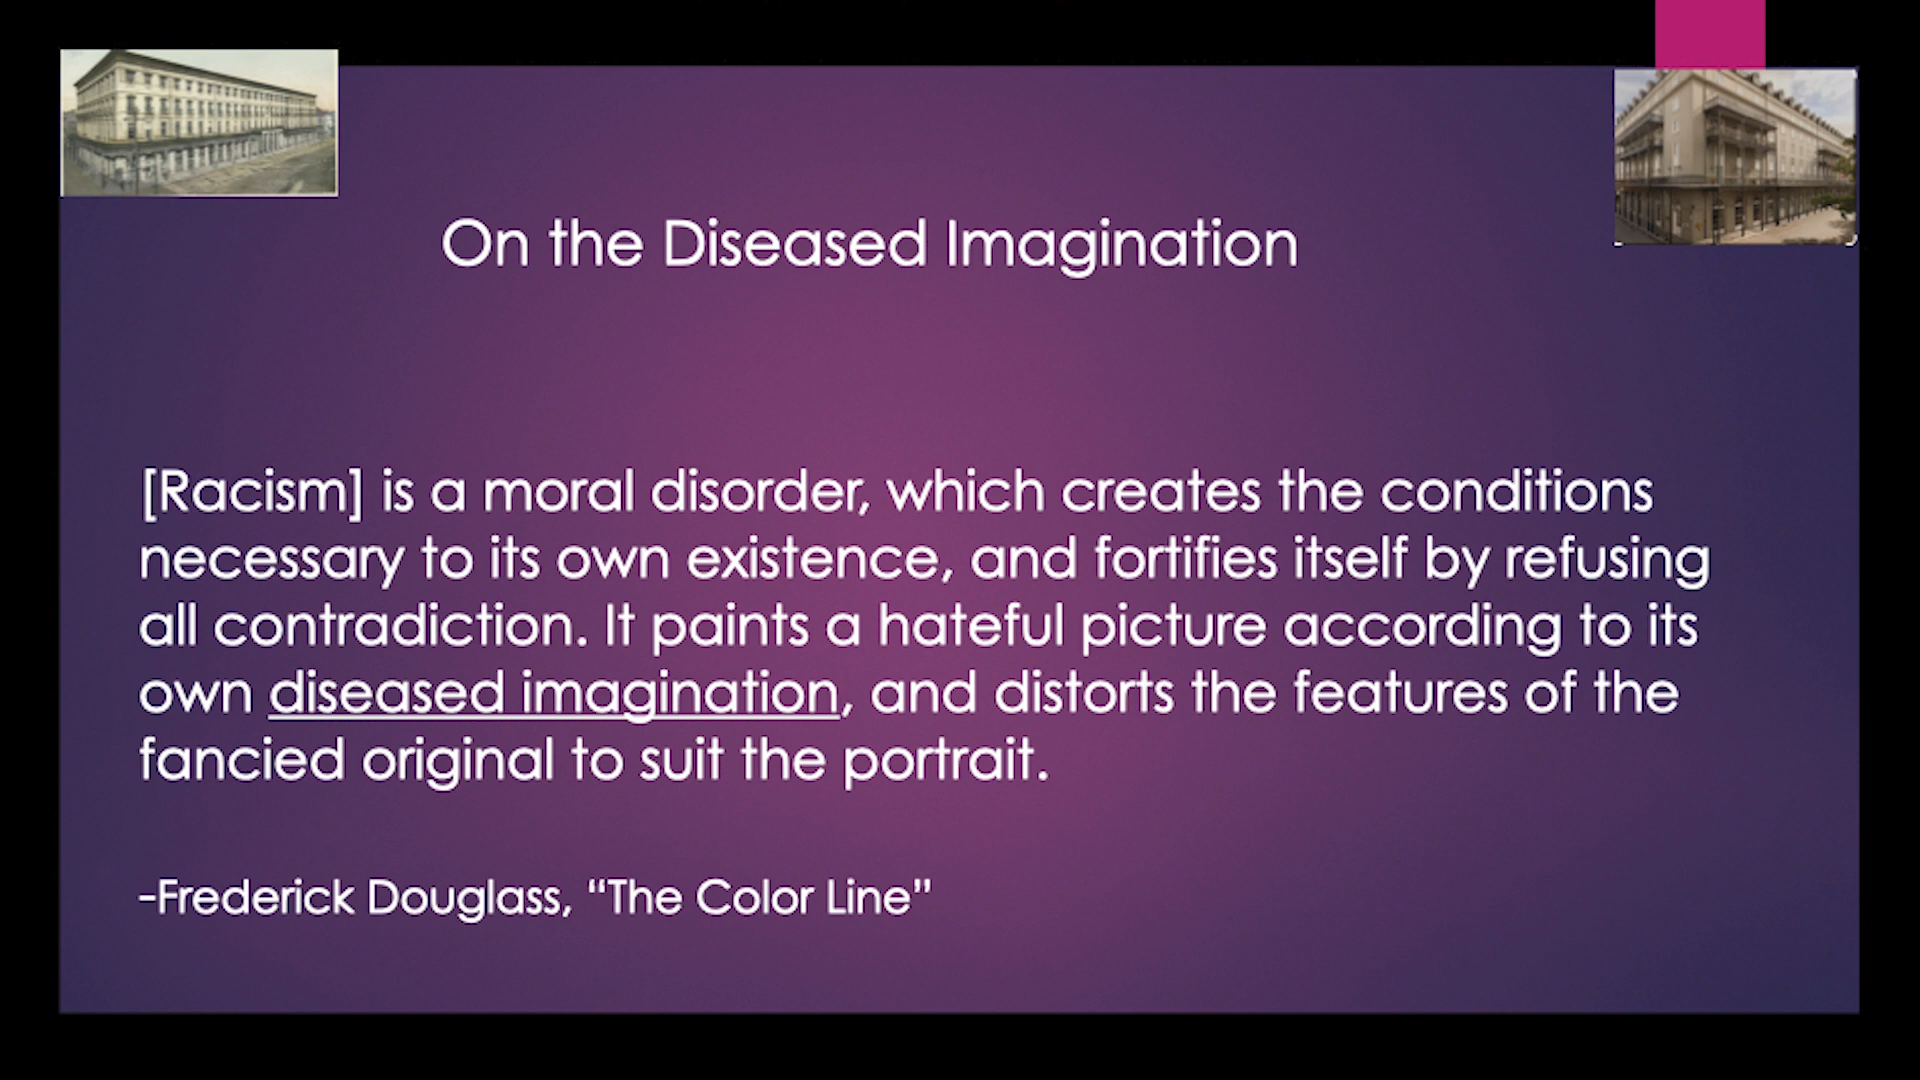 On the Diseased Imagination
[Racism] is a moral disorder, which creates the conditions
necessary to its own existence, and fortifies itself by refusing
all contradiction. It paints a hateful picture according to its
own diseased imagination, and distorts the features of the
fancied original to suit the portrait.
-Frederick Douglass, “The Color Line”